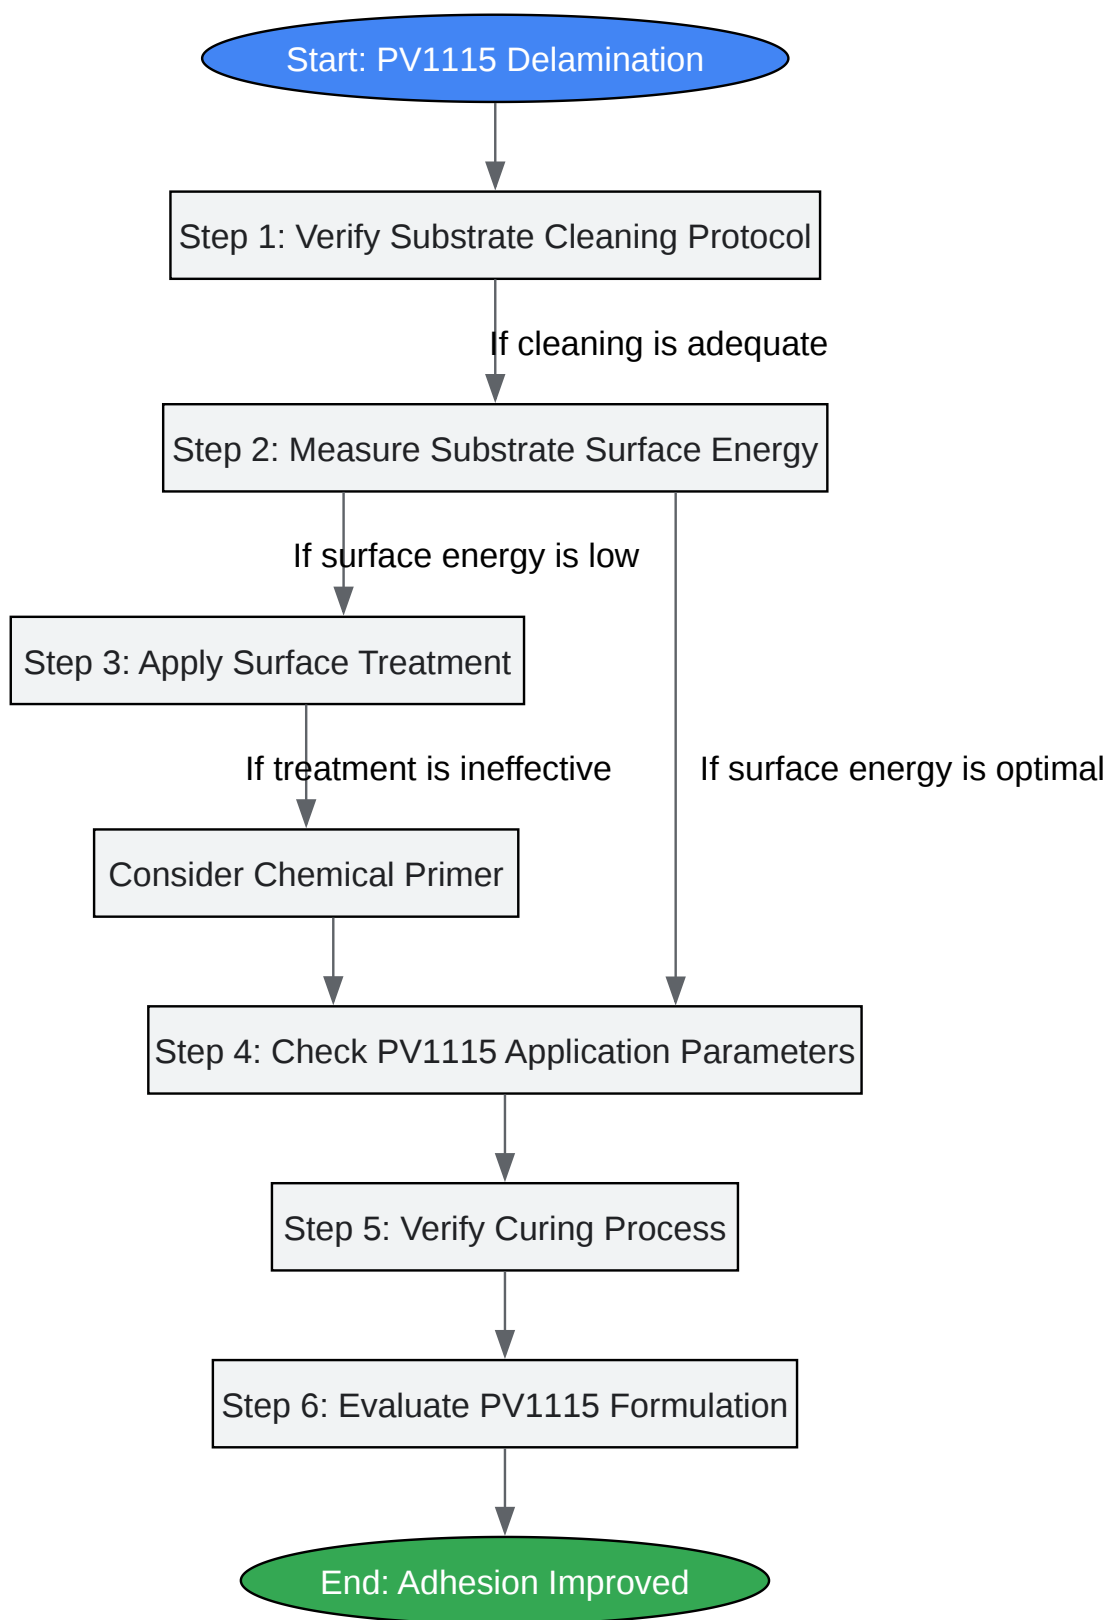 Start: PV1115 Delamination
Step 1: Verify Substrate Cleaning Protocol
If cleaning is adequate
Step 2: Measure Substrate Surface Energy
If surface energy is low
Step 3: Apply Surface Treatment
If treatment is ineffective
If surface energy is optimal
Consider Chemical Primer
Step 4: Check PV1115 Application Parameters
Step 5: Verify Curing Process
Step 6: Evaluate PV1115 Formulation
End: Adhesion Improved